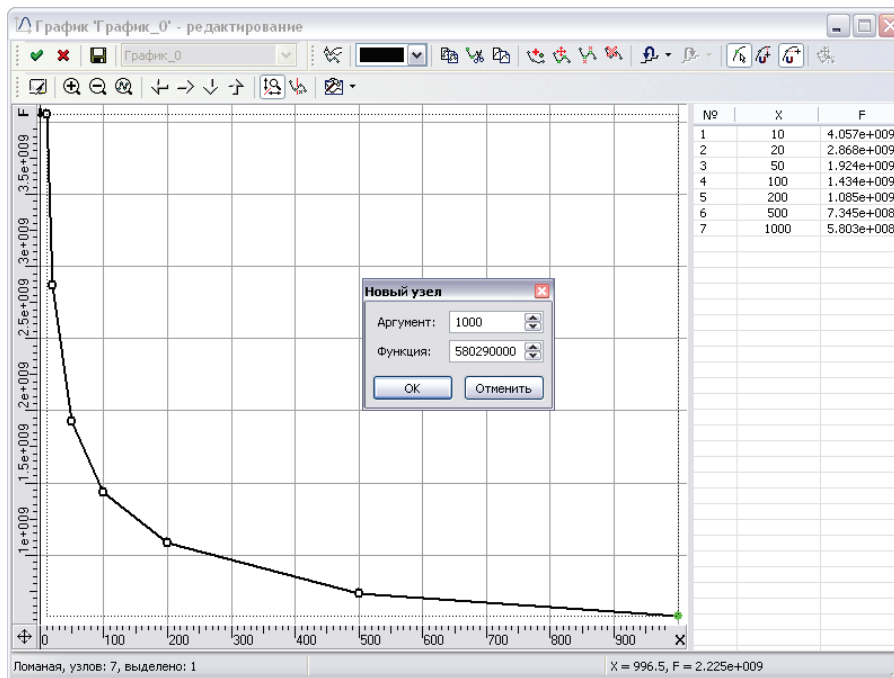 График 'График_0' - редактирование
График_0
№ X F
1 10 4.057e+009
2 20 2.868e+009
3 50 1.924e+009
4 100 1.434e+009
5 200 1.085e+009
6 500 7.345e+008
7 1000 5.803e+008
F
3.5e+009
3e+009
2.5e+009
2e+009
1.5e+009
1e+009
Новый узел
Аргумент: 1000
Функция: 580290000
OK Отменить
0 100 200 300 400 500 600 700 800 900 X
Ломаная, узлов: 7, выделено: 1
X = 996.5, F = 2.225e+009